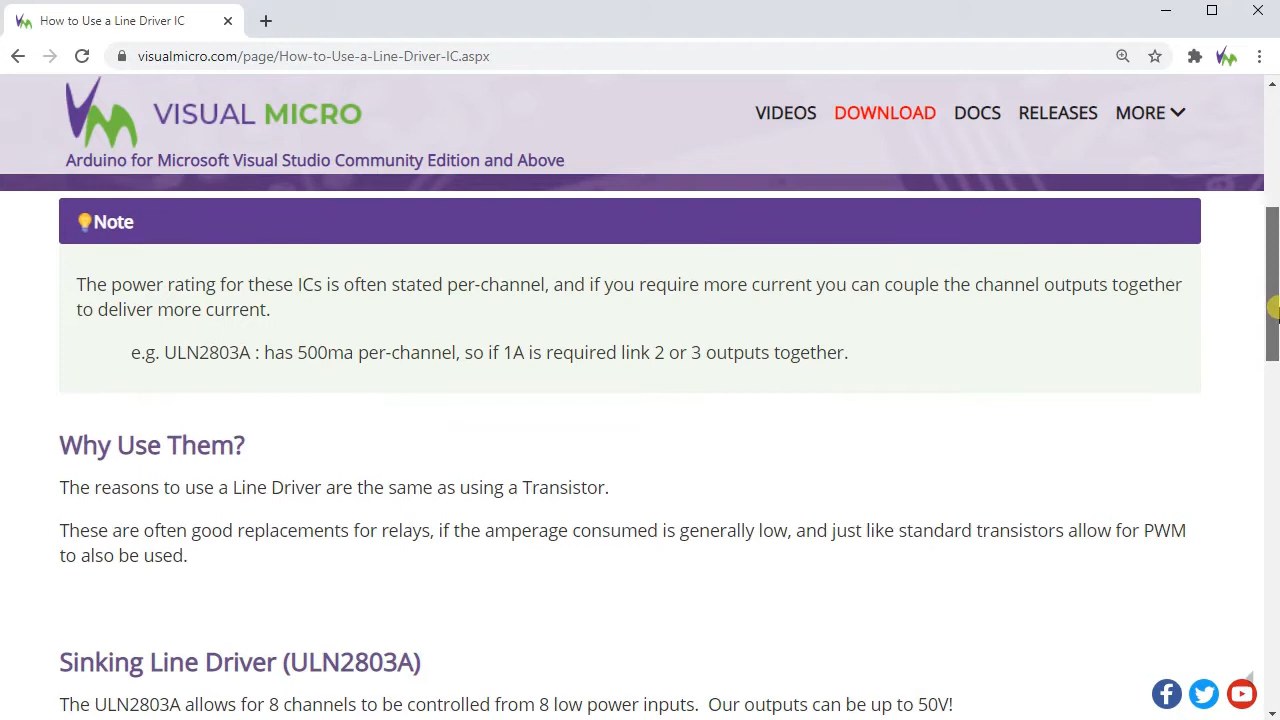 How to Use a Line Driver IC
visualmicro.com/page/How-to-Use-a-Line-Driver-IC.aspx
VISUAL MICRO
VIDEOS DOWNLOAD DOCS RELEASES MORE
Arduino for Microsoft Visual Studio Community Edition and Above
Note
The power rating for these ICs is often stated per-channel, and if you require more current you can couple the channel outputs together
to deliver more current.
e.g. ULN2803A : has 500ma per-channel, so if 1A is required link 2 or 3 outputs together.
Why Use Them?
The reasons to use a Line Driver are the same as using a Transistor.
These are often good replacements for relays, if the amperage consumed is generally low, and just like standard transistors allow for PWM
to also be used.
Sinking Line Driver (ULN2803A)
The ULN2803A allows for 8 channels to be controlled from 8 low power inputs.  Our outputs can be up to 50V!